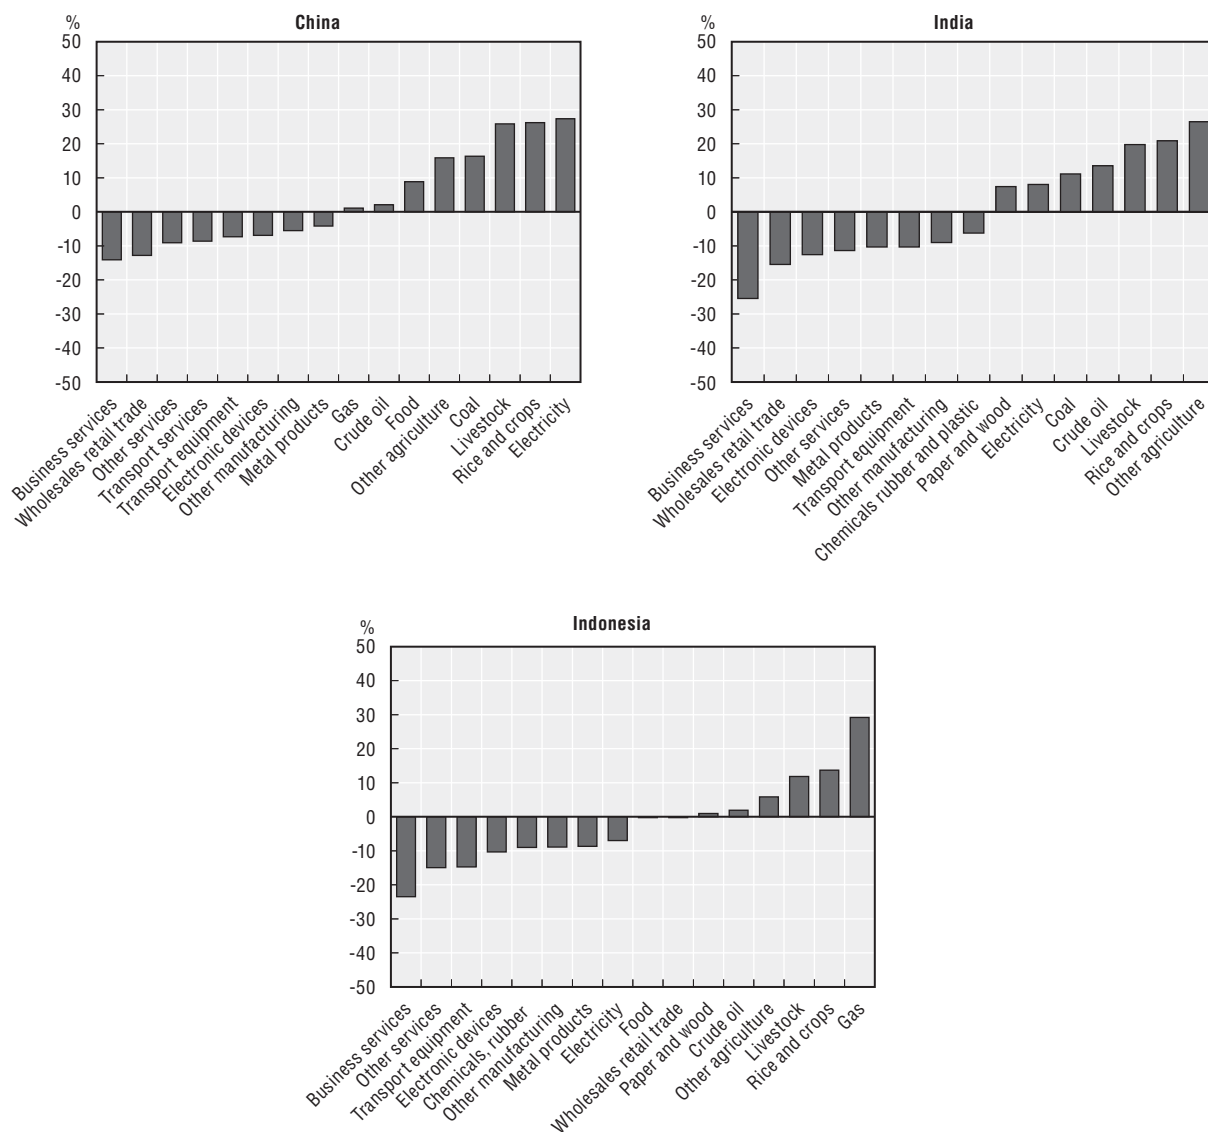 China
%
50
40
30
20
10
0
-10
-20
-30
-40
-50
Business services
Wholesales retail trade
Other services
Transport services
Transport equipment
Electronic devices
Other manufacturing
Metal products
Gas
Crude oil
Food
Other agriculture
Coal
Livestock
Rice and crops
Electricity
India
%
50
40
30
20
10
0
-10
-20
-30
-40
-50
Business services
Wholesales retail trade
Electronic devices
Other services
Metal products
Transport equipment
Other manufacturing
Chemicals rubber and plastic
Paper and wood
Electricity
Coal
Crude oil
Livestock
Rice and crops
Other agriculture
Indonesia
%
50
40
30
20
10
0
-10
-20
-30
-40
-50
Business services
Other services
Transport equipment
Electronic devices
Chemicals, rubber
Other manufacturing
Metal products
Electricity
Food
Wholesales retail trade
Paper and wood
Crude oil
Other agriculture
Livestock
Rice and crops
Gas